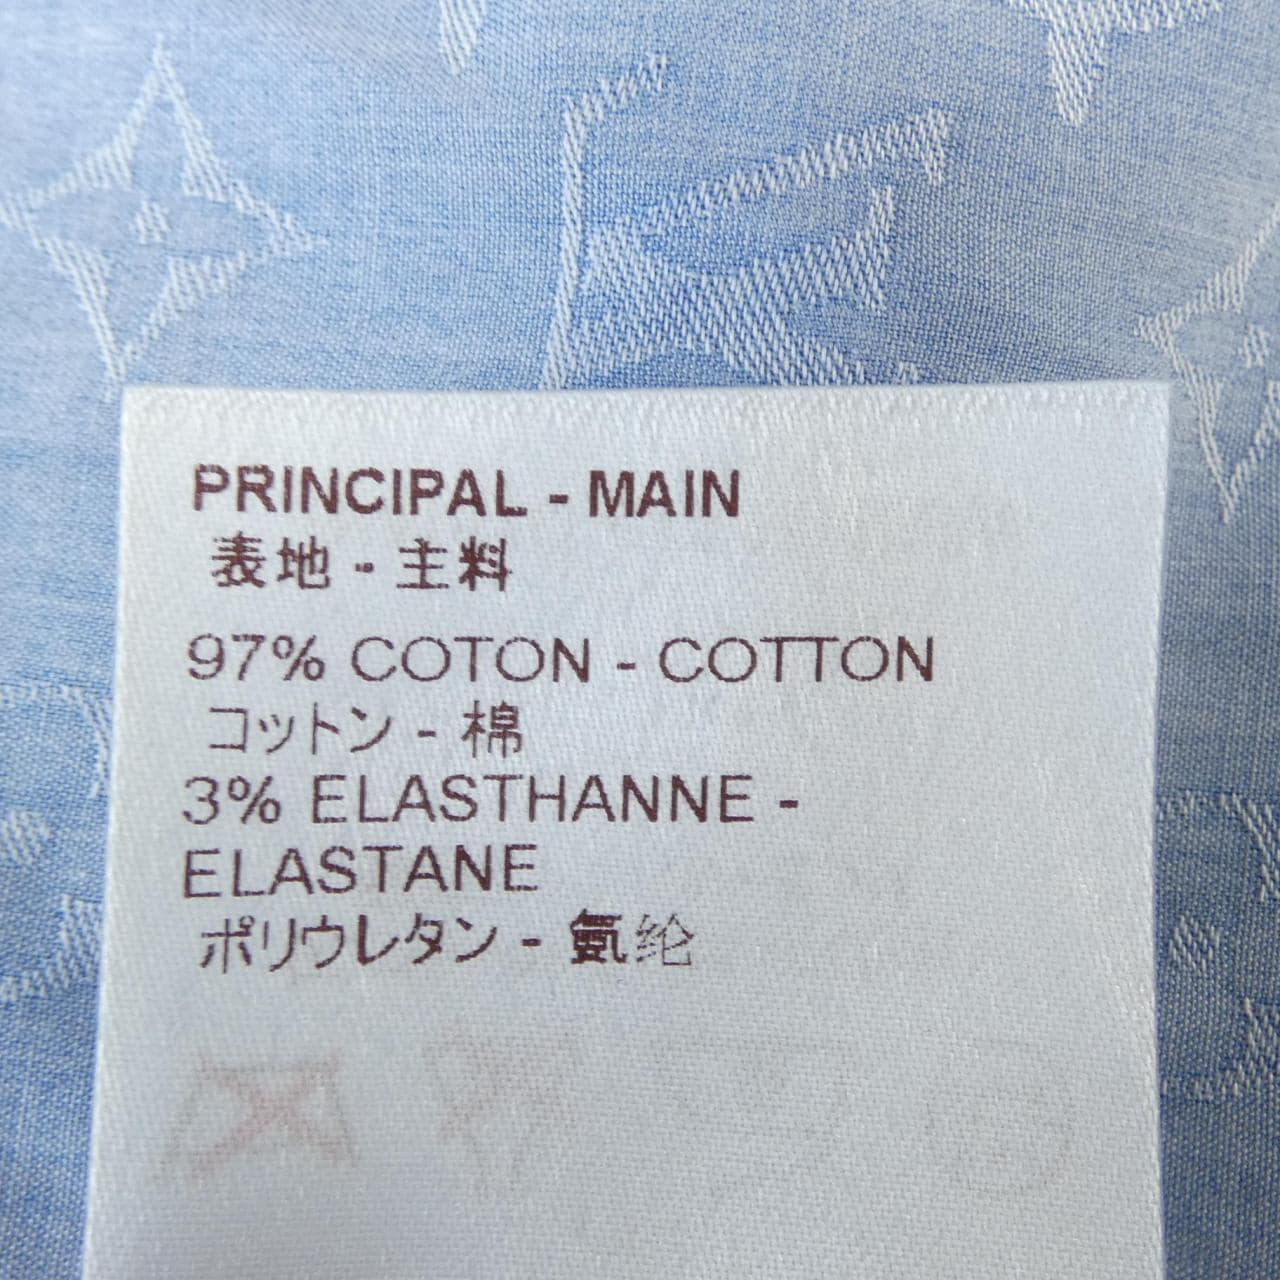 PRINCIPAL - MAIN
表地 - 主料
97% COTON - COTTON
コットン - 棉
3% ELASTHANNE -
ELASTANE
ポリウレタン - 氨纶